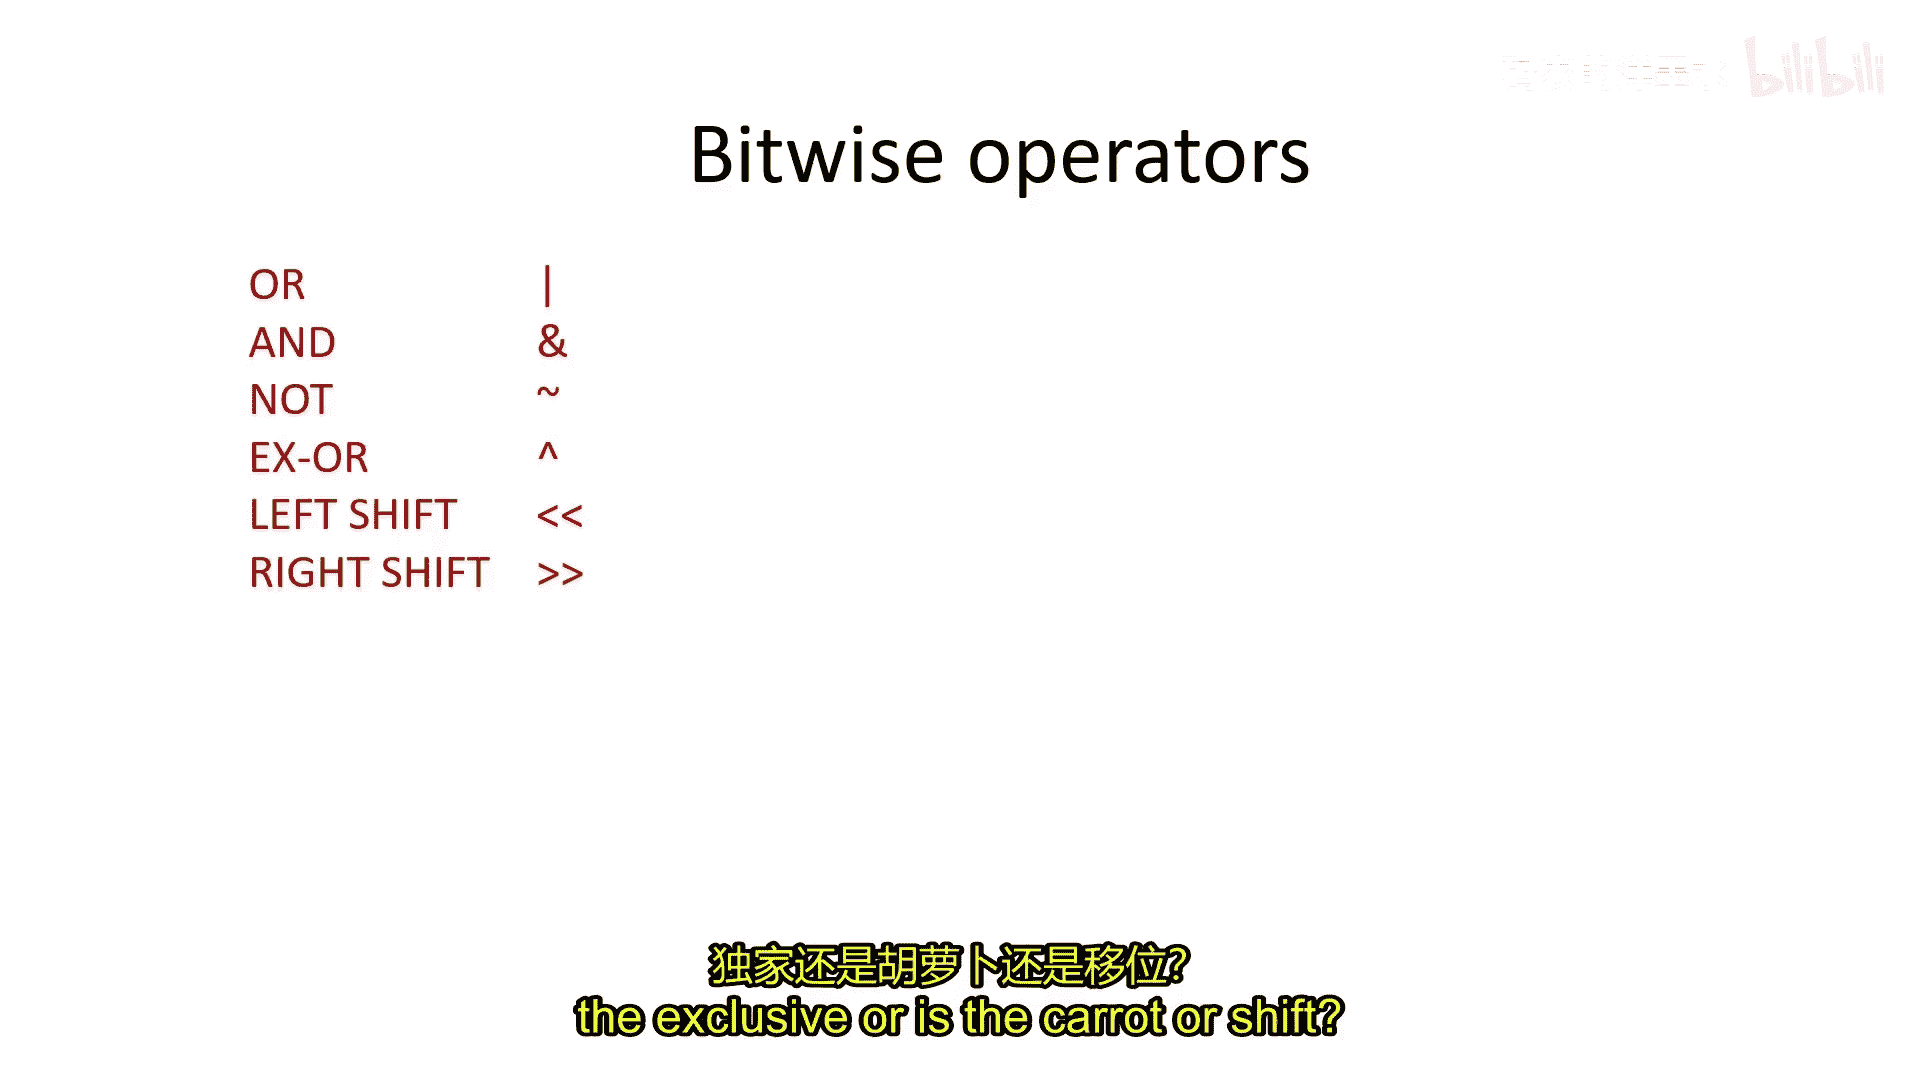 bilibili
Bitwise operators
OR |
AND &
NOT ~
EX-OR ^
LEFT SHIFT <<
RIGHT SHIFT >>
独家还是胡萝卜还是移位?
the exclusive or is the carrot or shift?